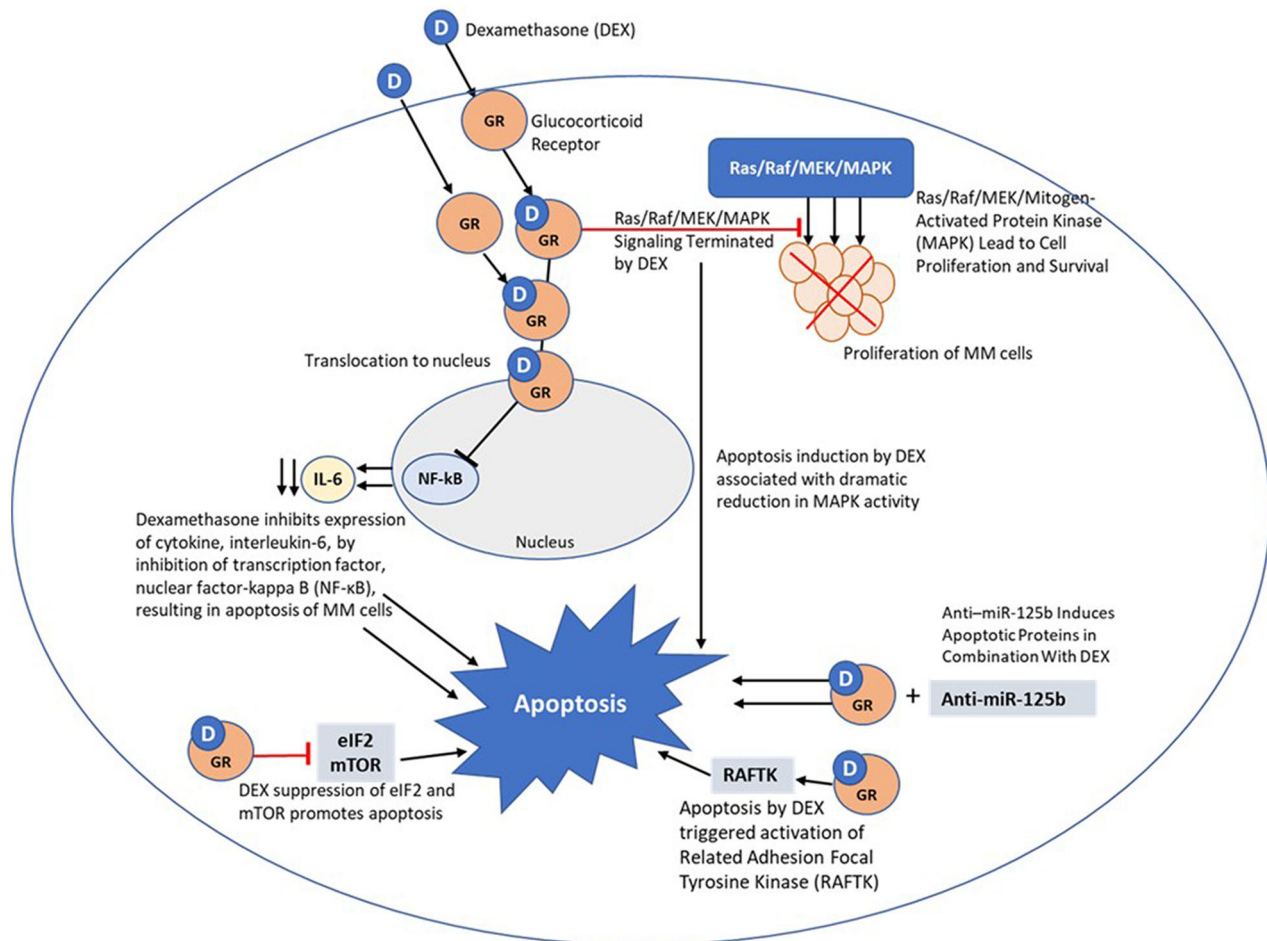 D
Dexamethasone (DEX)
D
GR
Glucocorticoid
Receptor
Ras/Raf/MEK/MAPK
GR
D
GR
Ras/Raf/MEK/MAPK
Signaling Terminated
by DEX
Ras/Raf/MEK/Mitogen-
Activated Protein Kinase
(MAPK) Lead to Cell
Proliferation and Survival
D
GR
Proliferation of MM cells
Translocation to nucleus
D
GR
IL-6
NF-kB
Nucleus
Apoptosis induction by DEX
associated with dramatic
reduction in MAPK activity
Dexamethasone inhibits expression
of cytokine, interleukin-6, by
inhibition of transcription factor,
nuclear factor-kappa B (NF-κB),
resulting in apoptosis of MM cells
Apoptosis
Anti–miR-125b Induces
Apoptotic Proteins in
Combination With DEX
D
GR
+
Anti-miR-125b
D
GR
eIF2
mTOR
DEX suppression of eIF2 and
mTOR promotes apoptosis
RAFTK
D
GR
Apoptosis by DEX
triggered activation of
Related Adhesion Focal
Tyrosine Kinase (RAFTK)